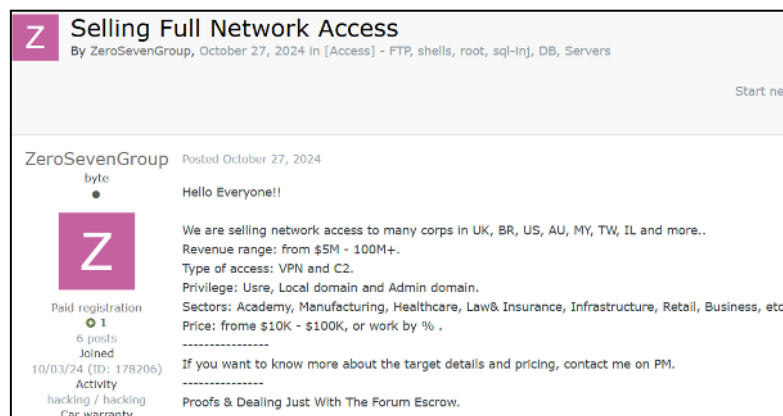 Z
Selling Full Network Access
By ZeroSevenGroup, October 27, 2024 in [Access] - FTP, shells, root, sql-inj, DB, Servers
Start ne
ZeroSevenGroup
byte
Z
Paid registration
1
6 posts
Joined
10/03/24 (ID: 178206)
Activity
hacking / hacking
Car warranty
Posted October 27, 2024
Hello Everyone!!
We are selling network access to many corps in UK, BR, US, AU, MY, TW, IL and more..
Revenue range: from $5M - 100M+.
Type of access: VPN and C2.
Privilege: Usre, Local domain and Admin domain.
Sectors: Academy, Manufacturing, Healthcare, Law& Insurance, Infrastructure, Retail, Business, etc
Price: frome $10K - $100K, or work by % .
----------------
If you want to know more about the target details and pricing, contact me on PM.
---------------
Proofs & Dealing Just With The Forum Escrow.